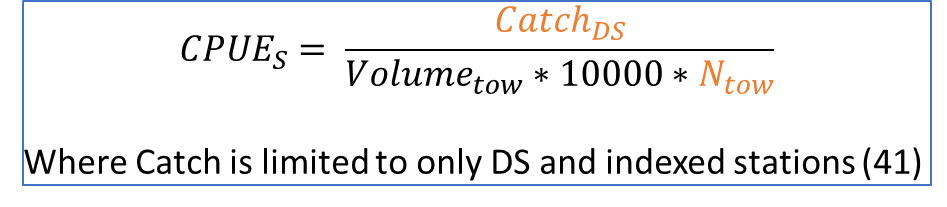 CPUE_S = Catch_DS / Volume_tow * 10000 * N_tow
Where Catch is limited to only DS and indexed stations (41)